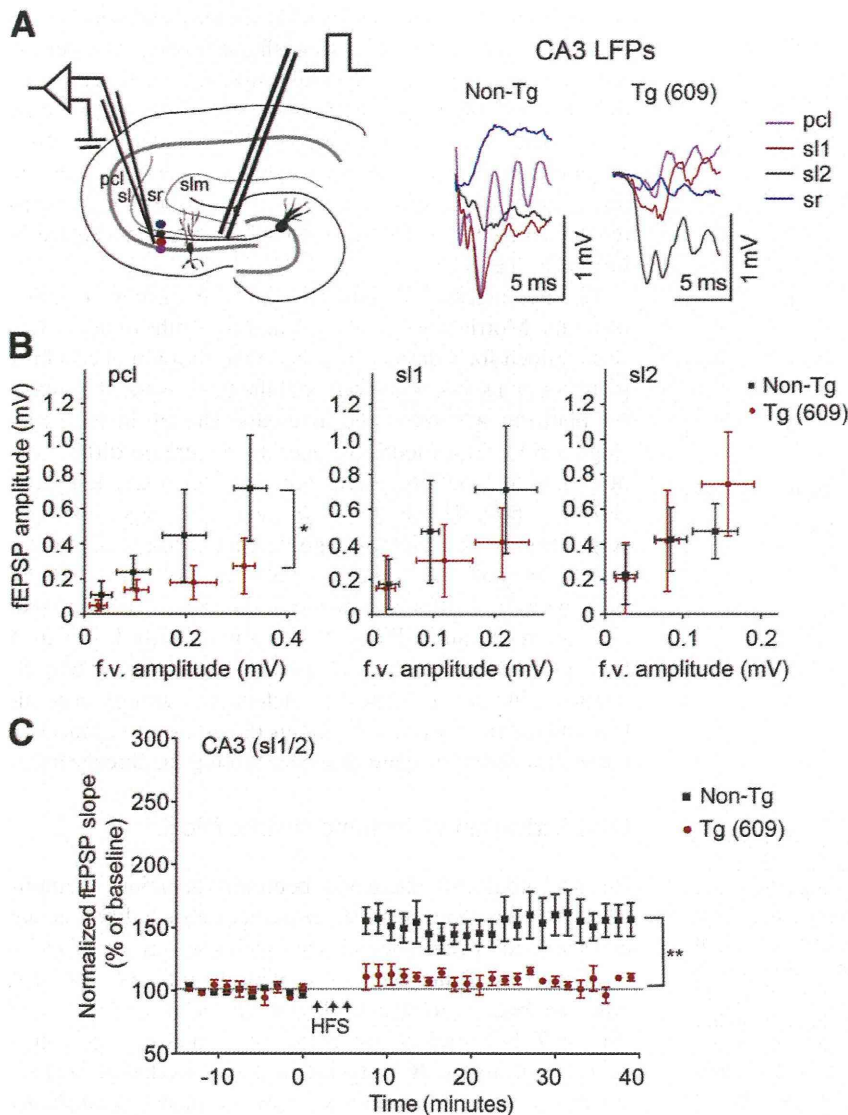 A
CA3 LFPs
Non-Tg
Tg (609)
pcl
sl1
sl2
sr
pcl
sl
sr
slm
5 ms
1 mV
5 ms
1 mV
B
pcl
sl1
sl2
Non-Tg
Tg (609)
fEPSP amplitude (mV)
1.2
1.0
0.8
0.6
0.4
0.2
0
*
0
0.2
0.4
f.v. amplitude (mV)
1.2
1.0
0.8
0.6
0.4
0.2
0
0
0.1
0.2
f.v. amplitude (mV)
1.2
1.0
0.8
0.6
0.4
0.2
0
0
0.1
0.2
f.v. amplitude (mV)
C
CA3 (sl1/2)
Non-Tg
Tg (609)
Normalized fEPSP slope
(% of baseline)
300
250
200
150
100
50
HFS
**
-10
0
10
20
30
40
Time (minutes)